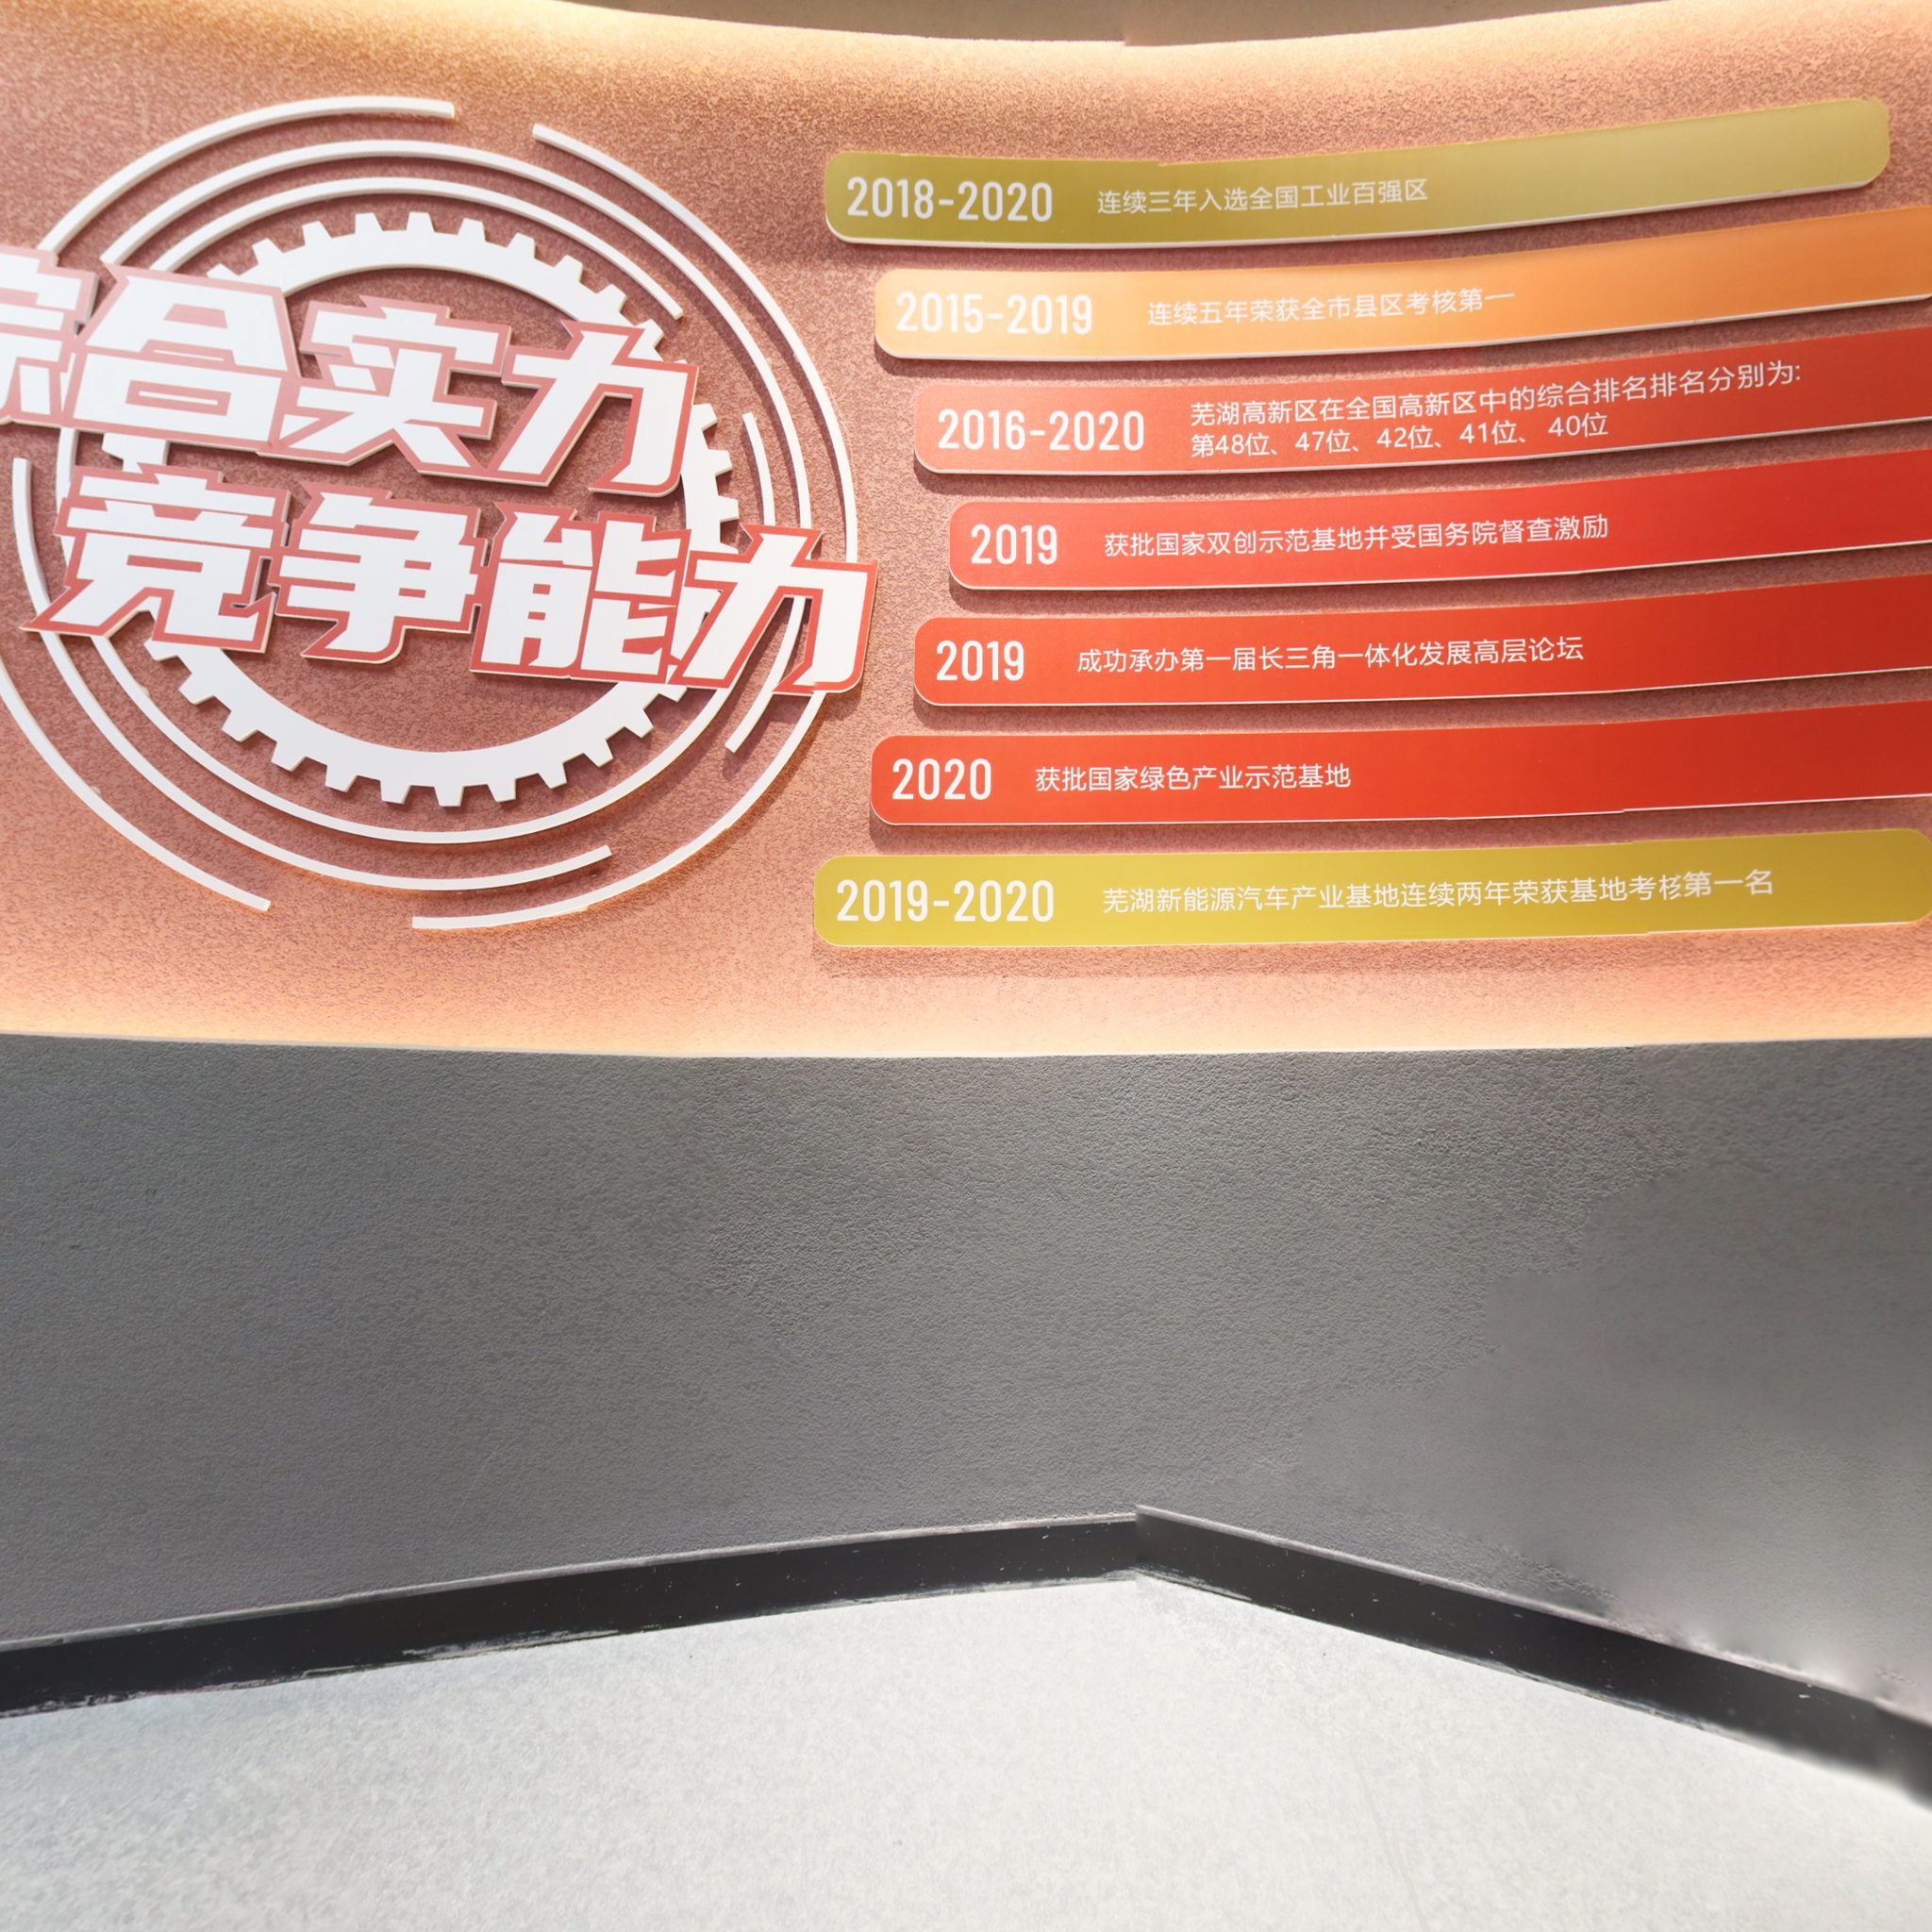 综合实力
竞争能力
2018-2020 连续三年入选全国工业百强区
2015-2019 连续五年荣获全市县区考核第一
2016-2020 芜湖高新区在全国高新区中的综合排名排名分别为:
第48位、47位、42位、41位、40位
2019 获批国家双创示范基地并受国务院督查激励
2019 成功承办第一届长三角一体化发展高层论坛
2020 获批国家绿色产业示范基地
2019-2020 芜湖新能源汽车产业基地连续两年荣获基地考核第一名